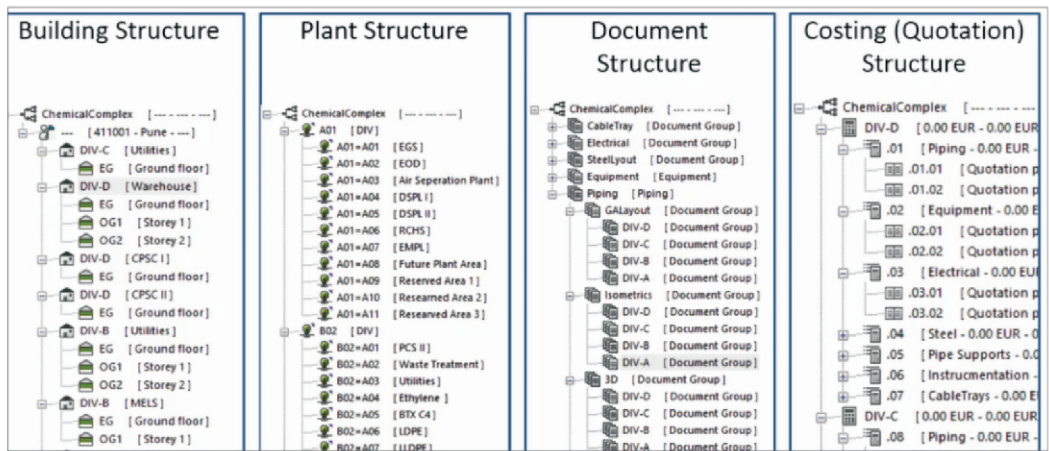 Building Structure
ChemicalComplex [--- --- - ---]
--- [411001 - Pune - ---]
DIV-C [Utilities]
EG [Ground floor]
DIV-D [Warehouse]
EG [Ground floor]
OG1 [Storey 1]
OG2 [Storey 2]
DIV-D [CPSC I]
EG [Ground floor]
DIV-D [CPSC II]
EG [Ground floor]
DIV-B [Utilities]
EG [Ground floor]
OG1 [Storey 1]
OG2 [Storey 2]
DIV-B [MELS]
EG [Ground floor]
OG1 [Storey 1]
Plant Structure
ChemicalComplex [--- --- - ---]
A01 [DIV]
A01=A01 [EGS]
A01=A02 [EOD]
A01=A03 [Air Seperation Plant]
A01=A04 [DSPL I]
A01=A05 [DSPL II]
A01=A06 [RCHS]
A01=A07 [EMPL]
A01=A08 [Future Plant Area]
A01=A09 [Reserved Area 1]
A01=A10 [Researned Area 2]
A01=A11 [Researved Area 3]
B02 [DIV]
B02=A01 [PCS II]
B02=A02 [Waste Treatment]
B02=A03 [Utilities]
B02=A04 [Ethylene]
B02=A05 [BTX C4]
B02=A06 [LDPE]
B02=A07 [LLDPE]
Document
Structure
ChemicalComplex [--- --- - ---]
CableTray [Document Group]
Electrical [Document Group]
SteelLyout [Document Group]
Equipment [Equipment]
Piping [Piping]
GALayout [Document Group]
DIV-D [Document Group]
DIV-C [Document Group]
DIV-B [Document Group]
DIV-A [Document Group]
Isometrics [Document Group]
DIV-D [Document Group]
DIV-C [Document Group]
DIV-B [Document Group]
DIV-A [Document Group]
3D [Document Group]
DIV-D [Document Group]
DIV-C [Document Group]
DIV-B [Document Group]
DIV-A [Document Group]
Costing (Quotation)
Structure
ChemicalComplex [--- --- - ---]
DIV-D [0.00 EUR - 0.00 EUR
.01 [Piping - 0.00 EUR -
.01.01 [Quotation p
.01.02 [Quotation p
.02 [Equipment - 0.00 E
.02.01 [Quotation p
.02.02 [Quotation p
.03 [Electrical - 0.00 EU
.03.01 [Quotation p
.03.02 [Quotation p
.04 [Steel - 0.00 EUR -
.05 [Pipe Supports - 0.0
.06 [Instrucmentation -
.07 [CableTrays - 0.00 E
DIV-C [0.00 EUR - 0.00 EUR
.08 [Piping - 0.00 EUR -